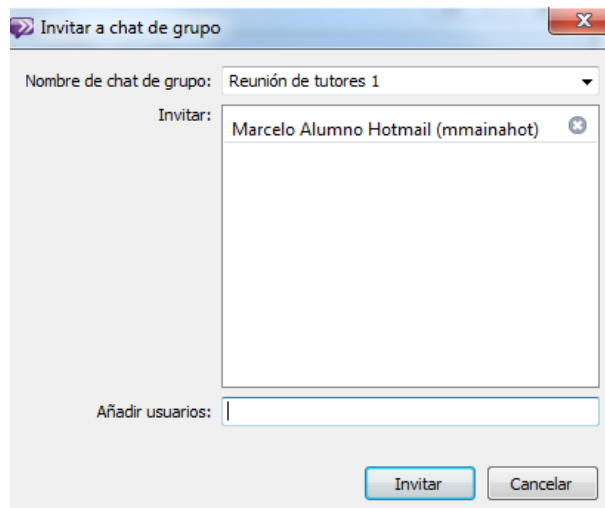 Invitar a chat de grupo
Nombre de chat de grupo: Reunión de tutores 1
Invitar:
Marcelo Alumno Hotmail (mmainahot)
Añadir usuarios:
Invitar Cancelar